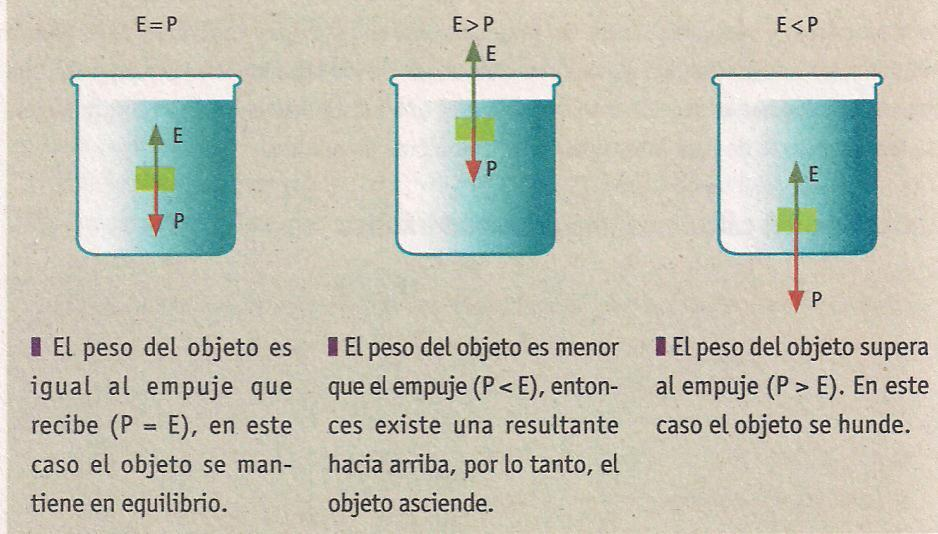 E=P
E
P
El peso del objeto es
igual al empuje que
recibe (P = E), en este
caso el objeto se man-
tiene en equilibrio.
E>P
E
P
El peso del objeto es menor
que el empuje (P < E), enton-
ces existe una resultante
hacia arriba, por lo tanto, el
objeto asciende.
E<P
E
P
El peso del objeto supera
al empuje (P > E). En este
caso el objeto se hunde.